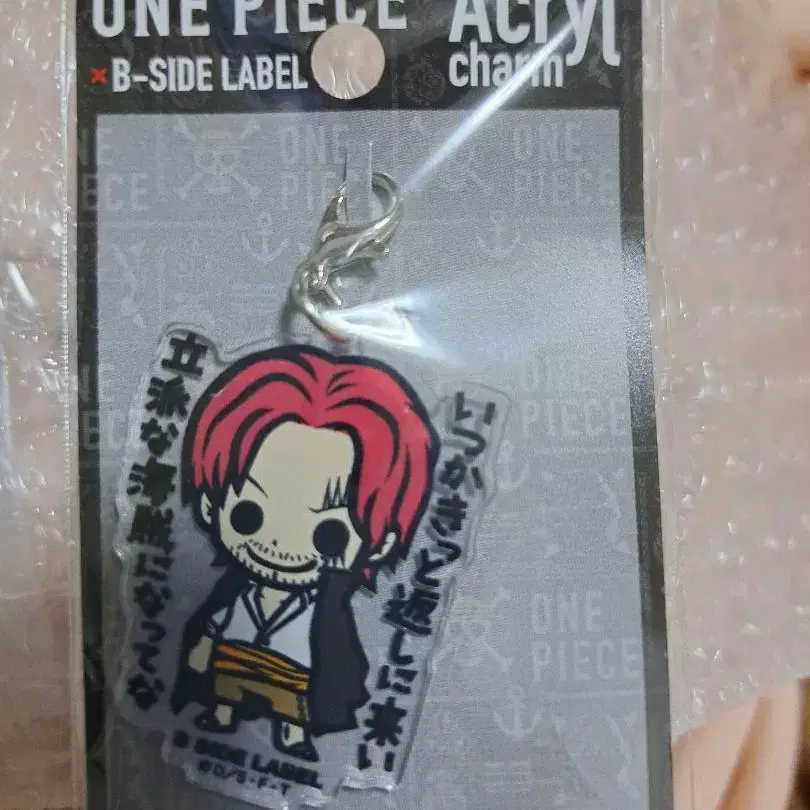 ONE PIECE
Acryl
charm
×B-SIDE LABEL
ONE
PIECE
ONE
PIECE
ONE
PIECE
ONE
PIECE
いつかきっと返しに来い
立派な海賊になってな
B-SIDE LABEL